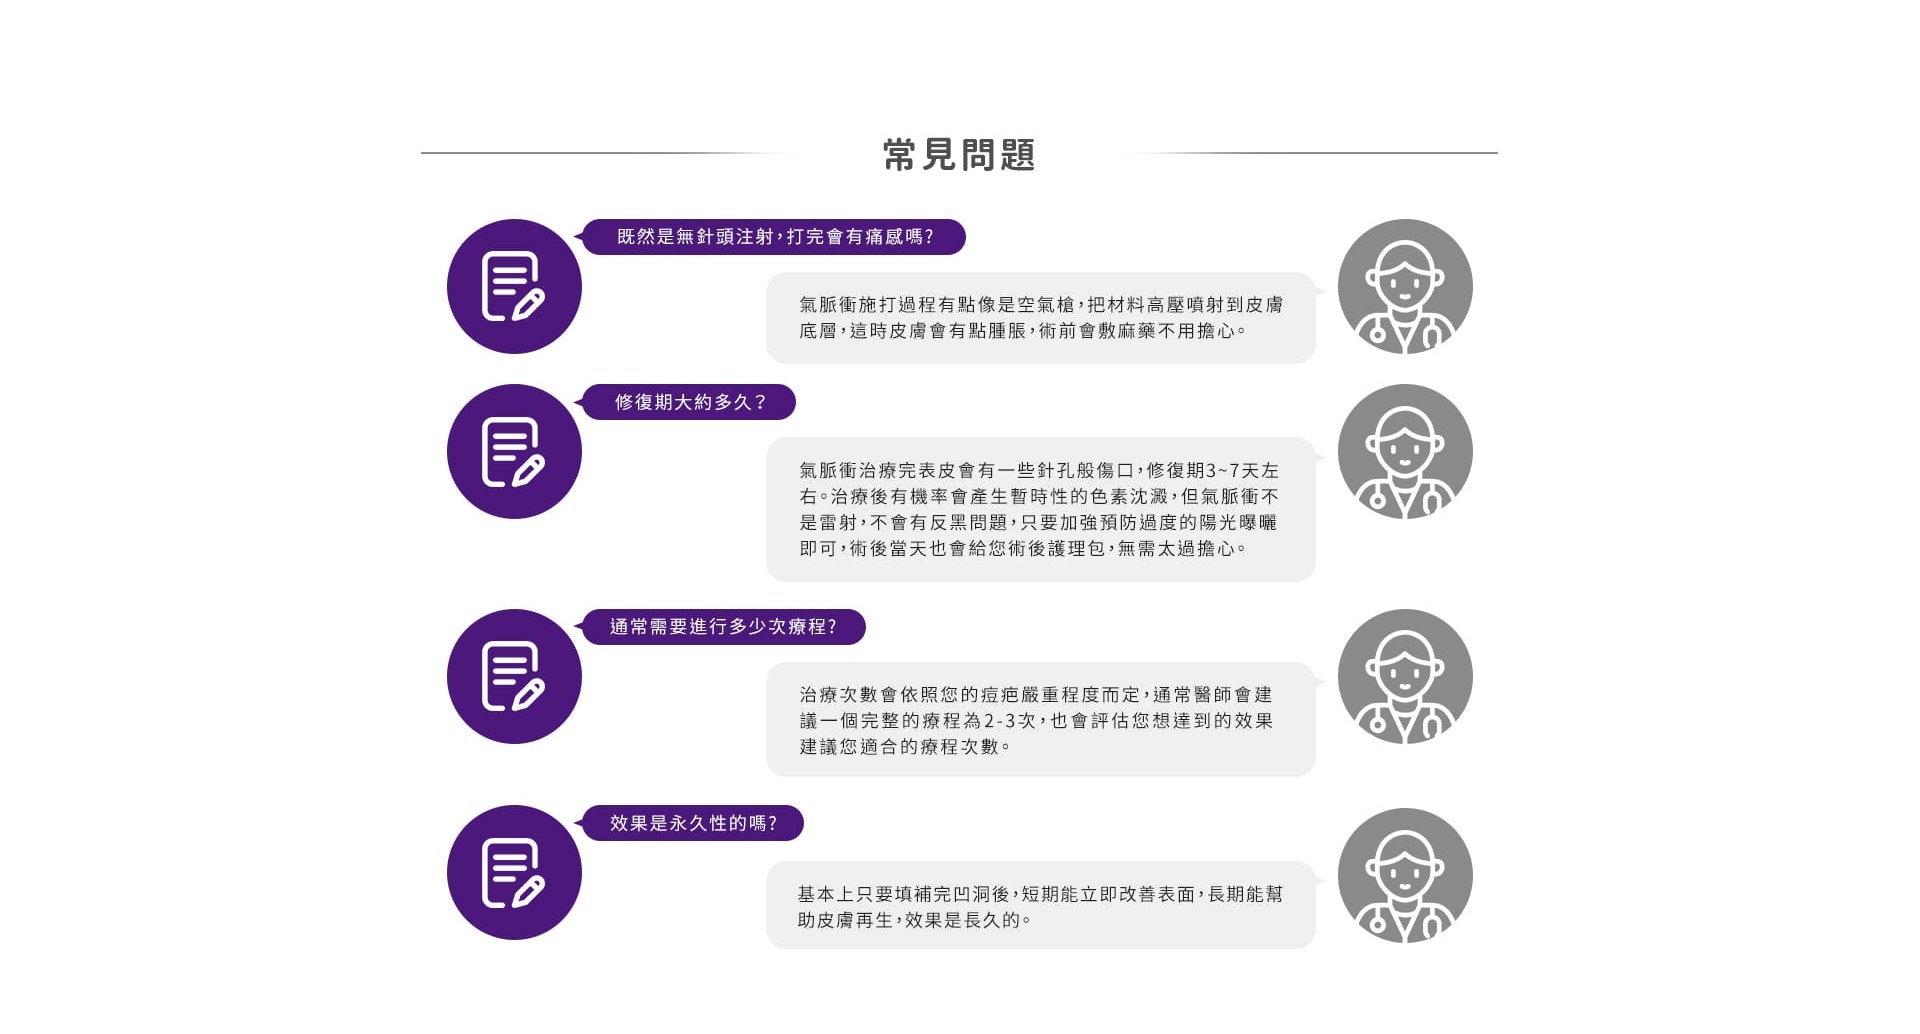 常見問題
既然是無針頭注射，打完會有痛感嗎?
氣脈衝施打過程有點像是空氣槍，把材料高壓噴射到皮膚
底層，這時皮膚會有點腫脹，術前會敷麻藥不用擔心。
修復期大約多久？
氣脈衝治療完表皮會有一些針孔般傷口，修復期3~7天左
右。治療後有機率會產生暫時性的色素沈澱，但氣脈衝不
是雷射，不會有反黑問題，只要加強預防過度的陽光曝曬
即可，術後當天也會給您術後護理包，無需太過擔心。
通常需要進行多少次療程?
治療次數會依照您的痘疤嚴重程度而定，通常醫師會建
議一個完整的療程為2-3次，也會評估您想達到的效果
建議您適合的療程次數。
效果是永久性的嗎?
基本上只要填補完凹洞後，短期能立即改善表面，長期能幫
助皮膚再生，效果是長久的。